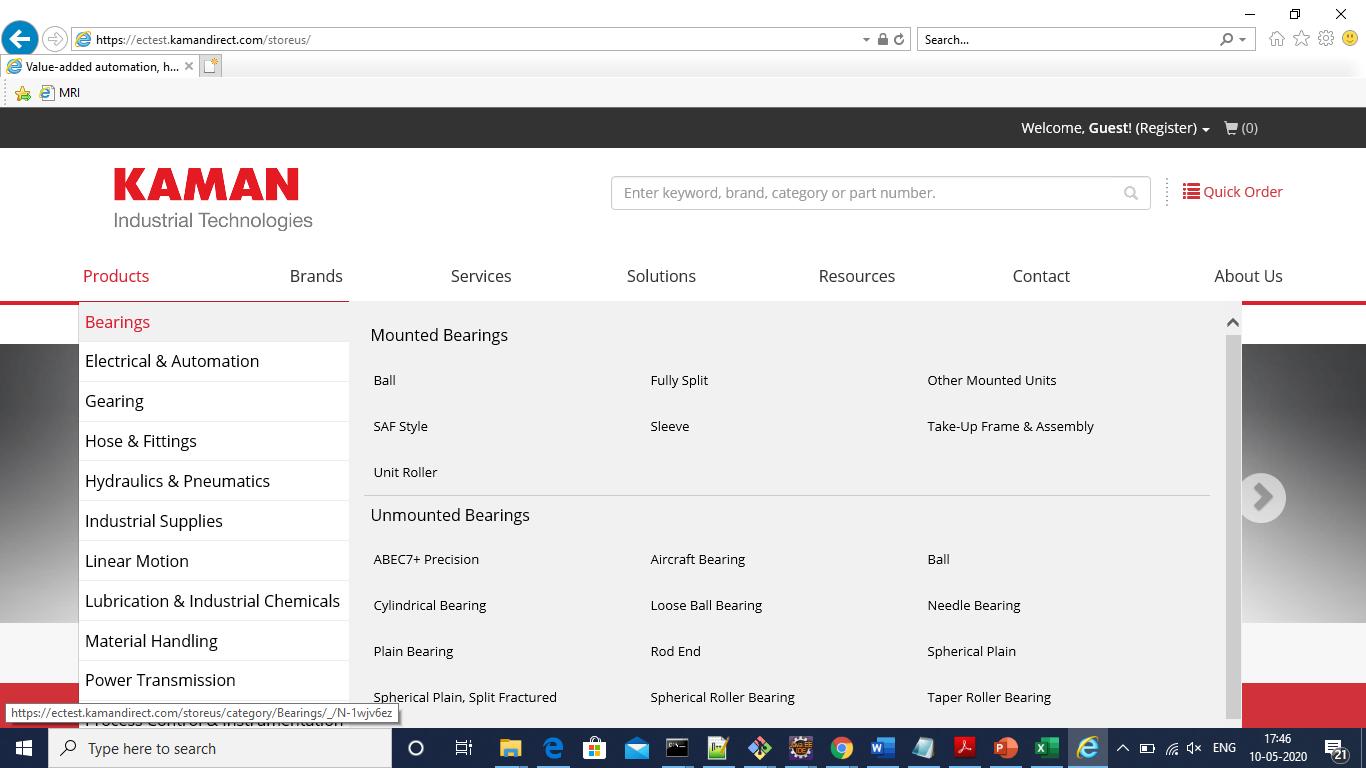 https://ectest.kamandirect.com/storeus/
Search...
Value-added automation, h...
MRI
Welcome, Guest! (Register) (0)
KAMAN
Industrial Technologies
Enter keyword, brand, category or part number.
Quick Order
Products Brands Services Solutions Resources Contact About Us
Bearings
Electrical & Automation
Gearing
Hose & Fittings
Hydraulics & Pneumatics
Industrial Supplies
Linear Motion
Lubrication & Industrial Chemicals
Material Handling
Power Transmission
Process Control & Instrumentation
Mounted Bearings
Ball Fully Split Other Mounted Units
SAF Style Sleeve Take-Up Frame & Assembly
Unit Roller
Unmounted Bearings
ABEC7+ Precision Aircraft Bearing Ball
Cylindrical Bearing Loose Ball Bearing Needle Bearing
Plain Bearing Rod End Spherical Plain
Spherical Plain, Split Fractured Spherical Roller Bearing Taper Roller Bearing
https://ectest.kamandirect.com/storeus/category/Bearings/_/N-1wjv6ez
Type here to search
ENG
17:46
10-05-2020
21